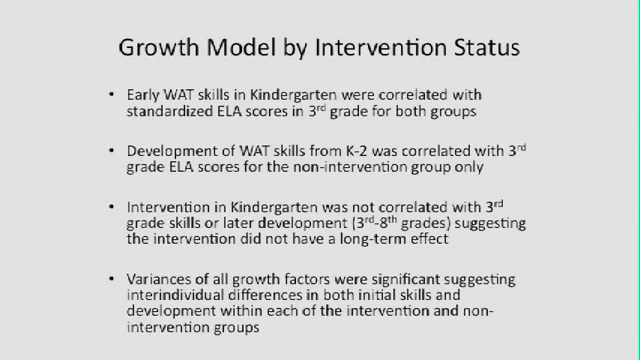 Growth Model by Intervention Status
• Early WAT skills in Kindergarten were correlated with
standardized ELA scores in 3rd grade for both groups
• Development of WAT skills from K-2 was correlated with 3rd
grade ELA scores for the non-intervention group only
• Intervention in Kindergarten was not correlated with 3rd
grade skills or later development (3rd-8th grades) suggesting
the intervention did not have a long-term effect
• Variances of all growth factors were significant suggesting
interindividual differences in both initial skills and
development within each of the intervention and non-
intervention groups